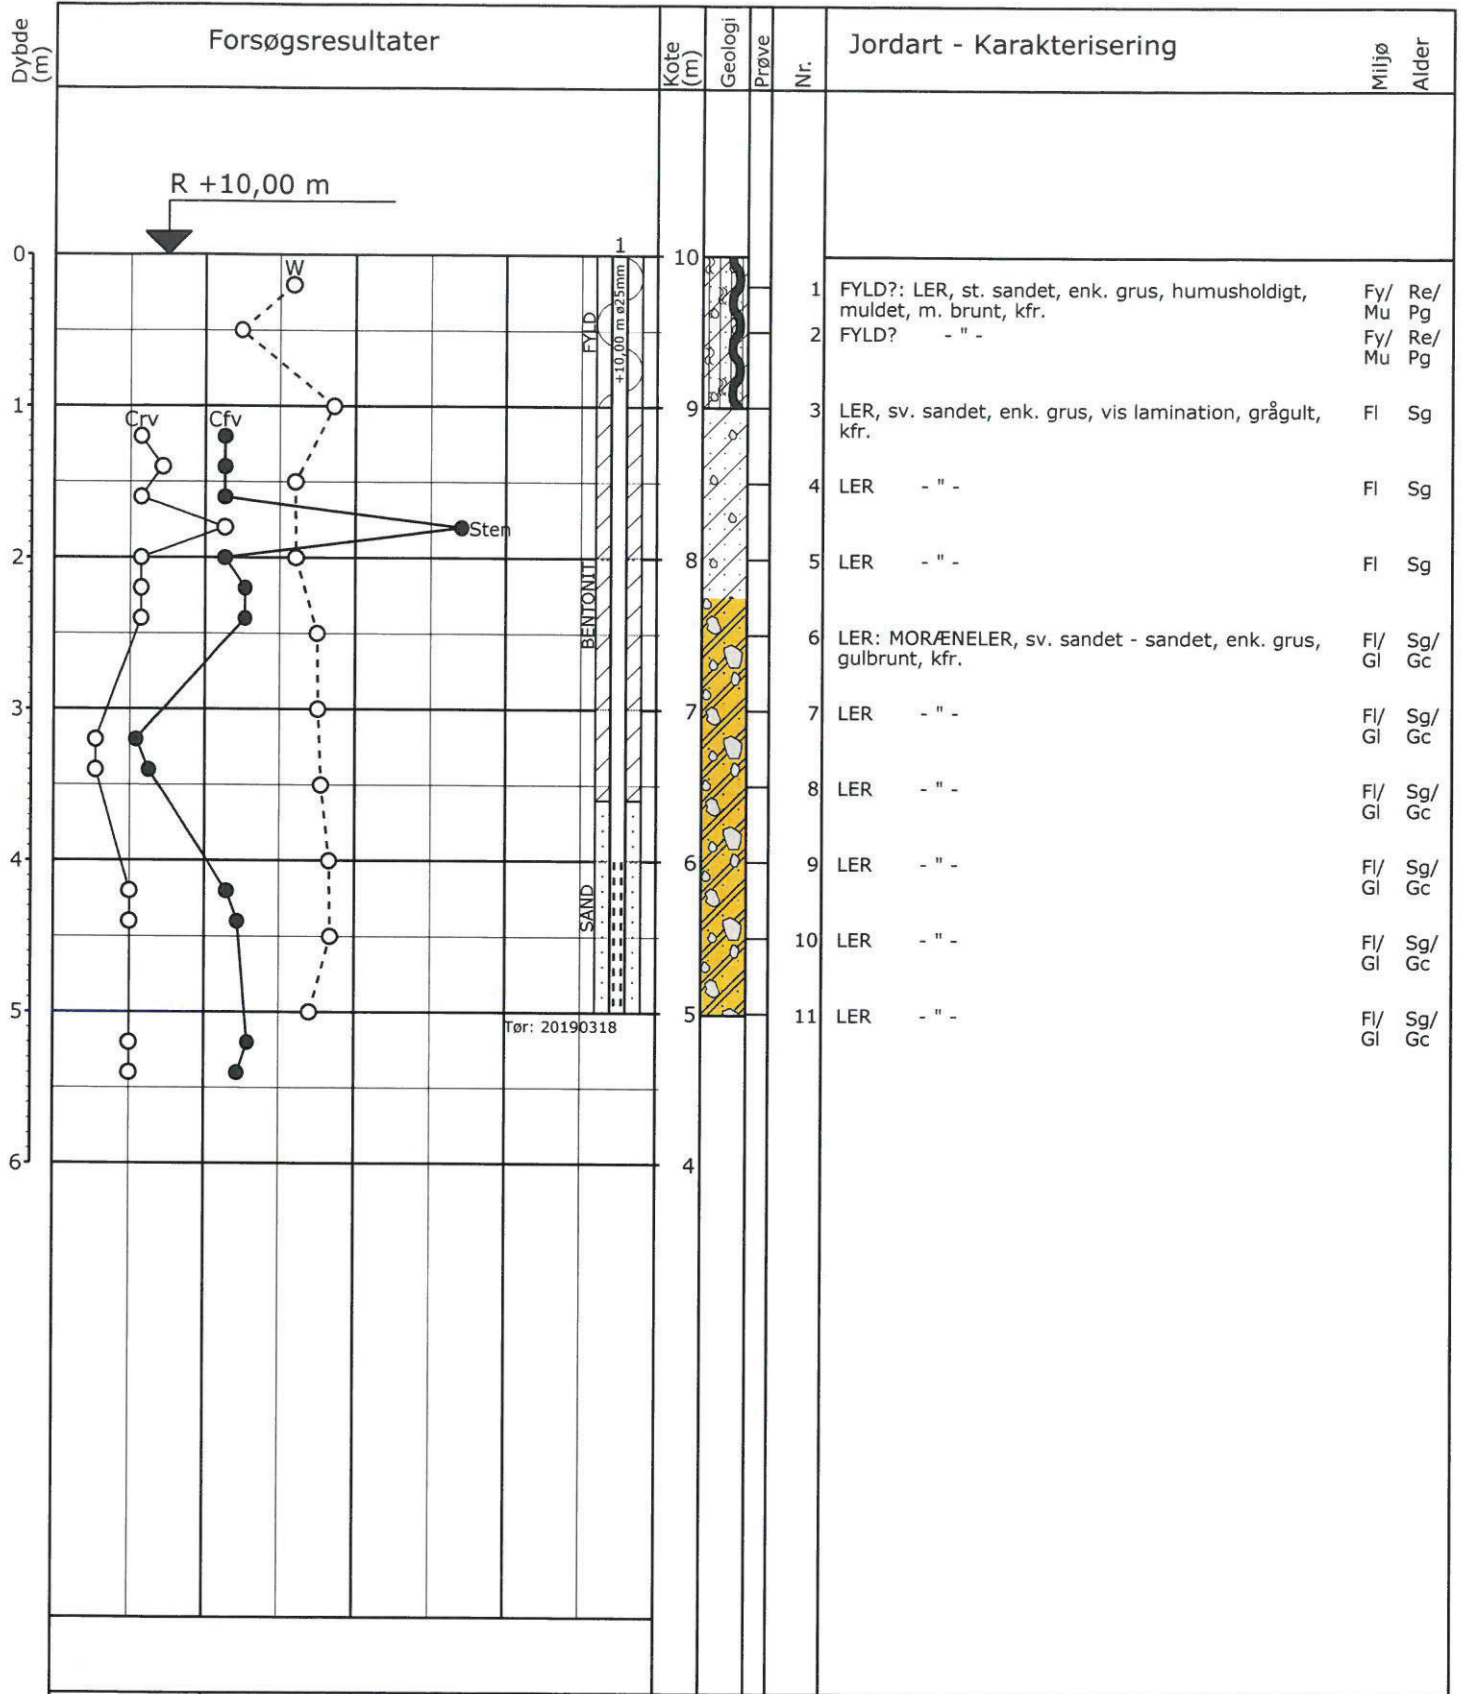 Dybde (m)
Forsøgsresultater
Kote (m)
Geologi
Prøve
Nr.
Jordart - Karakterisering
Miljø
Alder
R +10,00 m
0
1
2
3
4
5
6
W
Crv
Cfv
Sten
1
+10,00 m ø25mm
FYLD
BENTONIT
SAND
Tør: 20190318
10
9
8
7
6
5
4
1 FYLD?: LER, st. sandet, enk. grus, humusholdigt, Fy/ Re/
muldet, m. brunt, kfr. Mu Pg
2 FYLD? - " - Fy/ Re/
Mu Pg
3 LER, sv. sandet, enk. grus, vis lamination, grågult, Fl Sg
kfr.
4 LER - " - Fl Sg
5 LER - " - Fl Sg
6 LER: MORÆNELER, sv. sandet - sandet, enk. grus, Fl/ Sg/
gulbrunt, kfr. Gl Gc
7 LER - " - Fl/ Sg/
Gl Gc
8 LER - " - Fl/ Sg/
Gl Gc
9 LER - " - Fl/ Sg/
Gl Gc
10 LER - " - Fl/ Sg/
Gl Gc
11 LER - " - Fl/ Sg/
Gl Gc